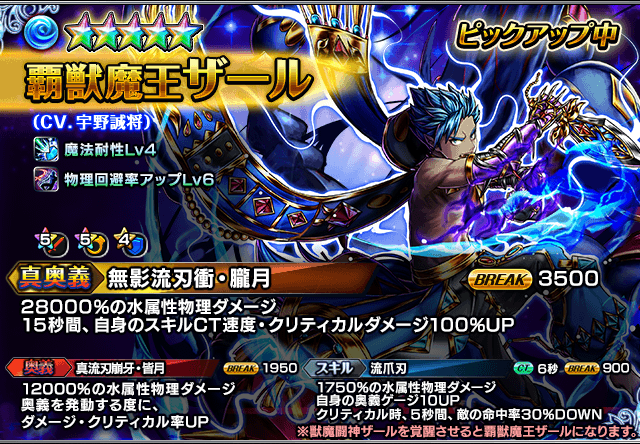 ピックアップ中
覇獣魔王ザール
(CV.宇野誠将)
魔法耐性Lv4
物理回避率アップLv6
5 5 4
真奥義 無影流刃衝・朧月 BREAK 3500
28000%の水属性物理ダメージ
15秒間、自身のスキルCT速度・クリティカルダメージ100%UP
奥義 真流刃崩牙・皆月 BREAK 1950
12000%の水属性物理ダメージ
奥義を発動する度に、
ダメージ・クリティカル率UP
スキル 流爪刃 CT 6秒 BREAK 900
1750%の水属性物理ダメージ
自身の奥義ゲージ10UP
クリティカル時、5秒間、敵の命中率30%DOWN
※獣魔闘神ザールを覚醒させると覇獣魔王ザールになります。